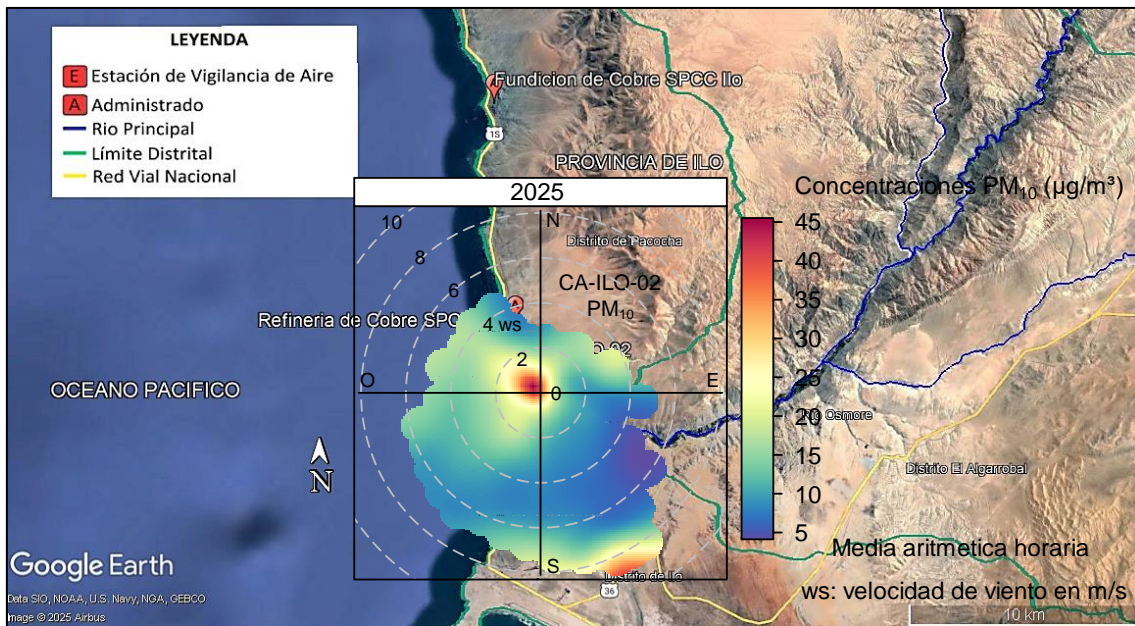 LEYENDA
E Estación de Vigilancia de Aire
A Administrado
Rio Principal
Límite Distrital
Red Vial Nacional
Fundicion de Cobre SPCC Ilo
1S
PROVINCIA DE ILO
Concentraciones PM10 (µg/m³)
2025
10
8
6
4 ws
2
0
N
S
E
O
Distrito de Pacocha
CA-ILO-02
PM10
Refineria de Cobre SPC
A
O-02
OCEANO PACIFICO
N
45
40
35
30
25
20
15
10
5
Rio Osmore
Distrito El Algarrobal
Distrito de Ilo
36
Media aritmetica horaria
ws: velocidad de viento en m/s
10 km
Google Earth
Data SIO, NOAA, U.S. Navy, NGA, GEBCO
Image © 2025 Airbus